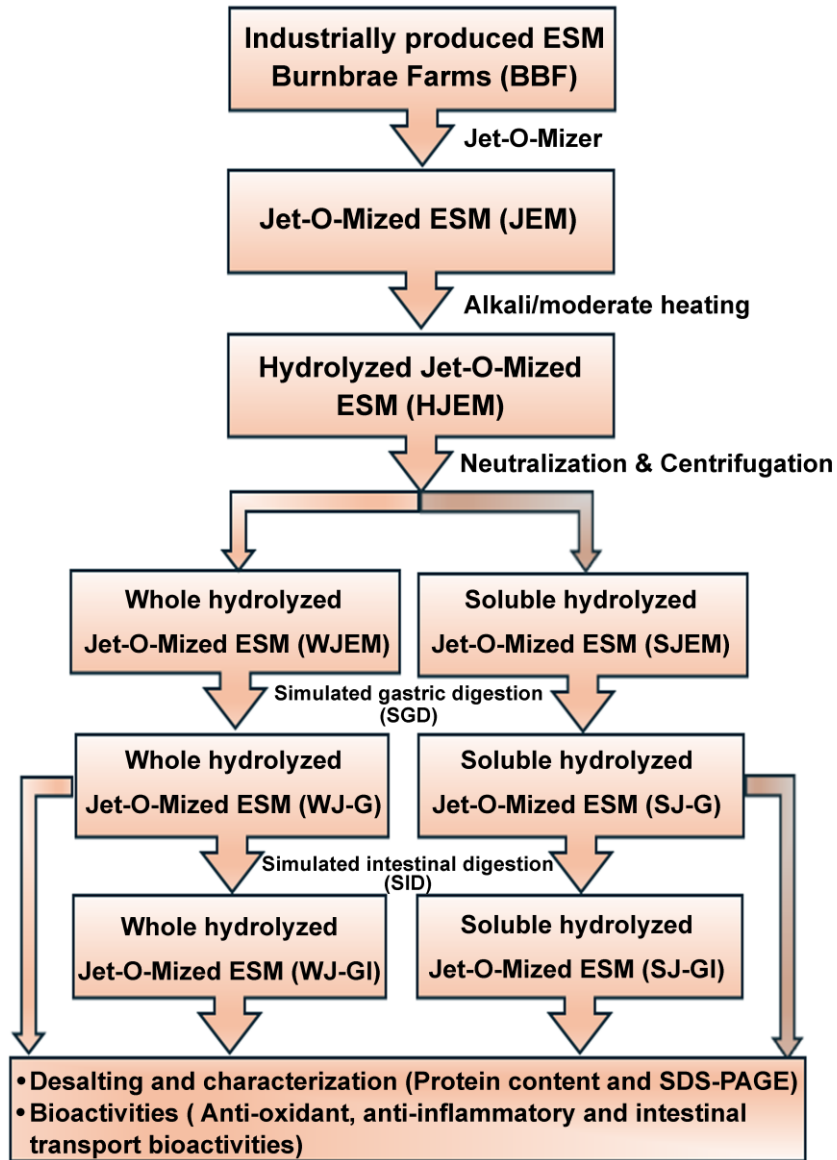 Industrially produced ESM
Burnbrae Farms (BBF)
Jet-O-Mizer
Jet-O-Mized ESM (JEM)
Alkali/moderate heating
Hydrolyzed Jet-O-Mized
ESM (HJEM)
Neutralization & Centrifugation
Whole hydrolyzed
Jet-O-Mized ESM (WJEM)
Soluble hydrolyzed
Jet-O-Mized ESM (SJEM)
Simulated gastric digestion
(SGD)
Whole hydrolyzed
Jet-O-Mized ESM (WJ-G)
Soluble hydrolyzed
Jet-O-Mized ESM (SJ-G)
Simulated intestinal digestion
(SID)
Whole hydrolyzed
Jet-O-Mized ESM (WJ-GI)
Soluble hydrolyzed
Jet-O-Mized ESM (SJ-GI)
• Desalting and characterization (Protein content and SDS-PAGE)
• Bioactivities ( Anti-oxidant, anti-inflammatory and intestinal
transport bioactivities)